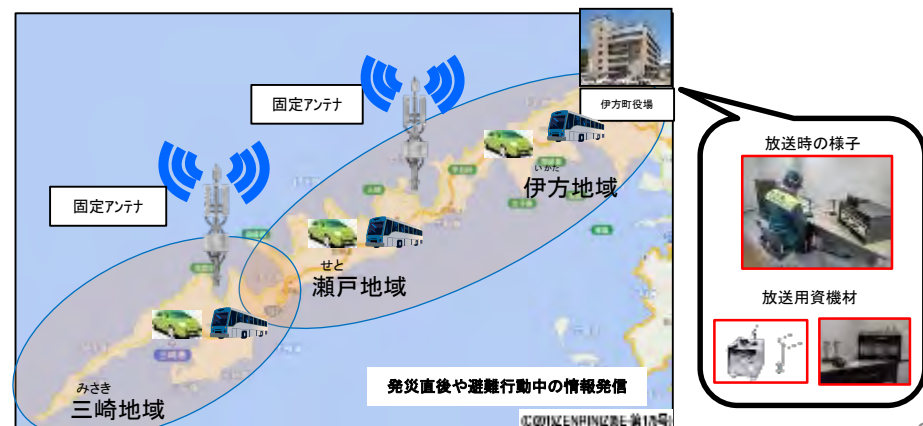 固定アンテナ
固定アンテナ
伊方町役場
放送時の様子
いかた
伊方地域
せと
瀬戸地域
放送用資機材
みさき
三崎地域
発災直後や避難行動中の情報発信